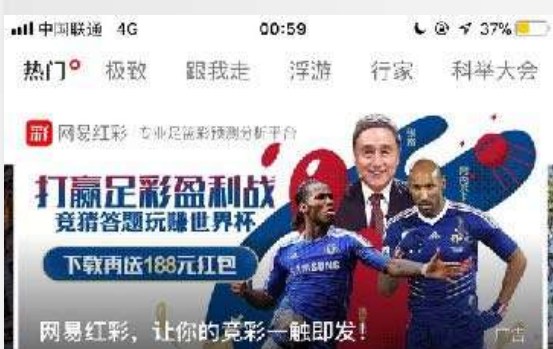 中国联通 4G 00:59 37%
热门 极致 跟我走 浮游 行家 科举大会
彩 网易红彩 专业足篮彩预测分析平台
打赢足彩盈利战
竞猜答题玩赚世界杯
下载再送188元红包
SAMSUNG
网易红彩，让你的竞彩一触即发！
广告